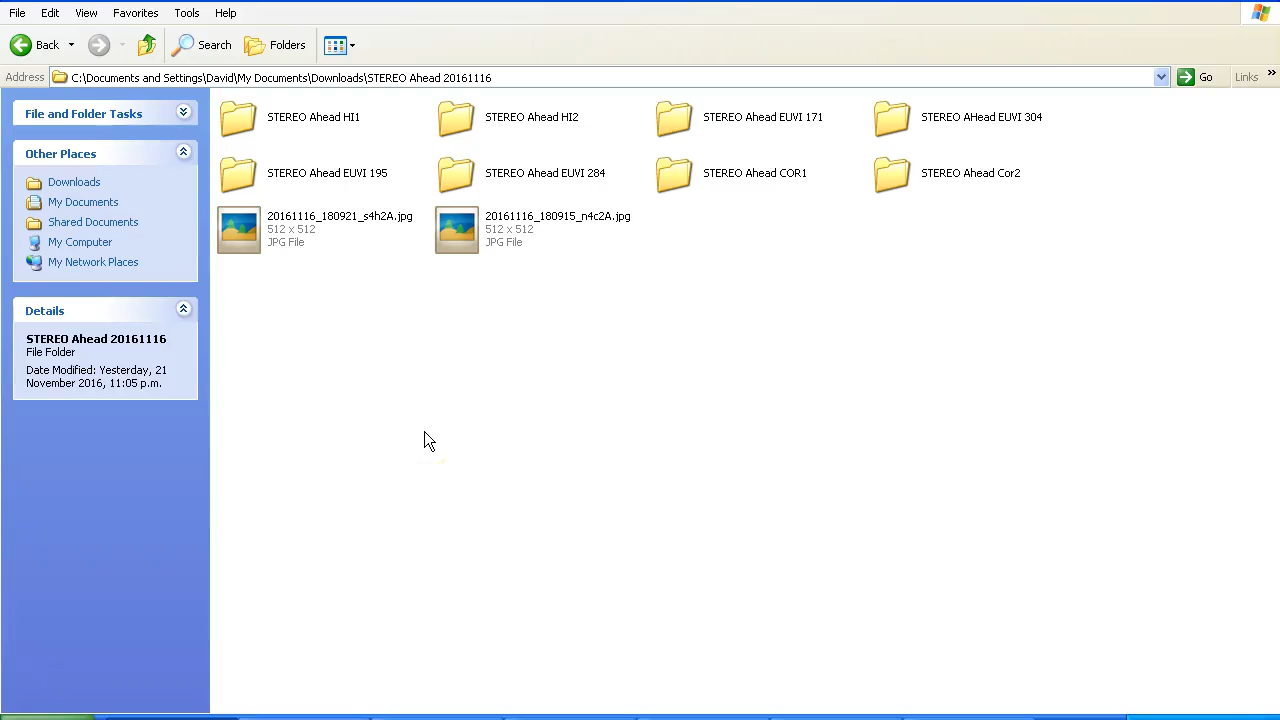 File Edit View Favorites Tools Help
Back Search Folders
Address C:\Documents and Settings\David\My Documents\Downloads\STEREO Ahead 20161116 Go Links »
File and Folder Tasks
Other Places
Downloads
My Documents
Shared Documents
My Computer
My Network Places
Details
STEREO Ahead 20161116
File Folder
Date Modified: Yesterday, 21
November 2016, 11:05 p.m.
STEREO Ahead HI1
STEREO Ahead HI2
STEREO Ahead EUVI 171
STEREO AHead EUVI 304
STEREO Ahead EUVI 195
STEREO Ahead EUVI 284
STEREO Ahead COR1
STEREO Ahead Cor2
20161116_180921_s4h2A.jpg
512 x 512
JPG File
20161116_180915_n4c2A.jpg
512 x 512
JPG File